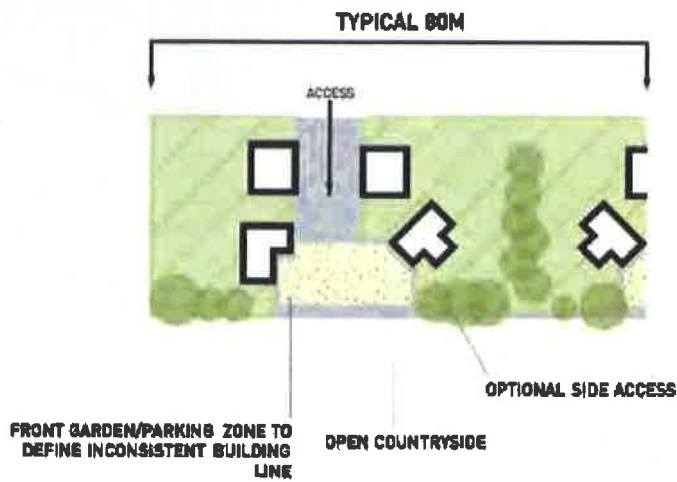 TYPICAL 80M
ACCESS
OPTIONAL SIDE ACCESS
FRONT GARDEN/PARKING ZONE TO
DEFINE INCONSISTENT BUILDING
LINE
OPEN COUNTRYSIDE